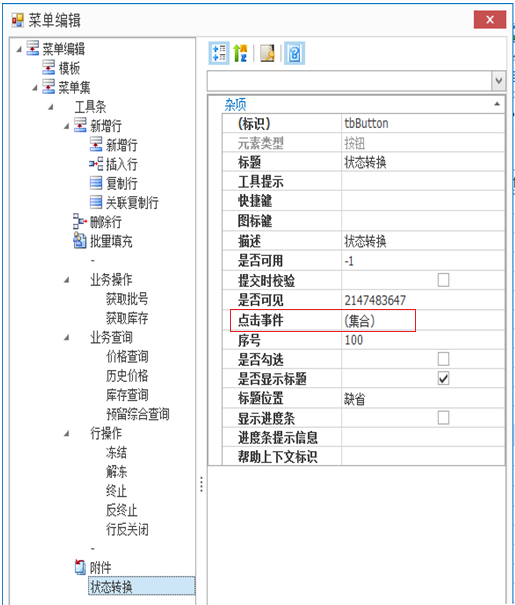 菜单编辑
菜单编辑
模板
菜单集
工具条
新增行
新增行
插入行
复制行
关联复制行
删除行
批量填充
-
业务操作
获取批号
获取库存
业务查询
价格查询
历史价格
库存查询
预留综合查询
行操作
冻结
解冻
终止
反终止
行反关闭
-
附件
状态转换
杂项
(标识) tbButton
元素类型 按钮
标题 状态转换
工具提示
快捷键
图标键
描述 状态转换
是否可用 -1
提交时校验
是否可见 2147483647
点击事件 (集合)
序号 100
是否勾选
是否显示标题
标题位置 缺省
显示进度条
进度条提示信息
帮助上下文标识